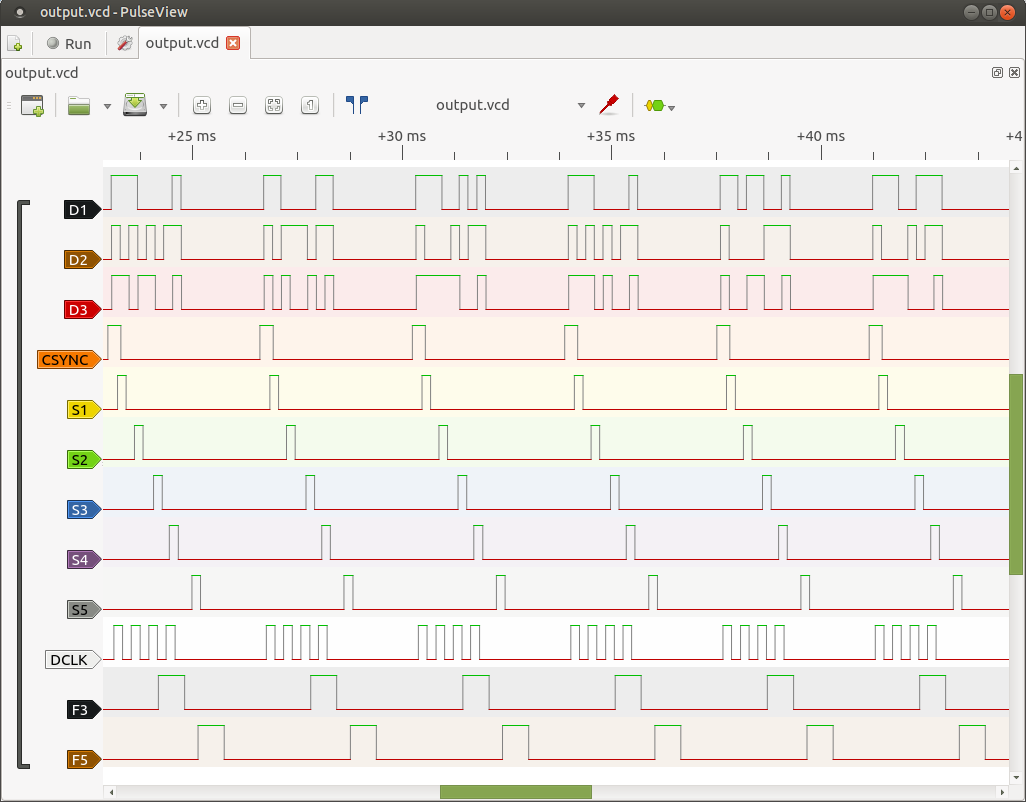 output.vcd - PulseView
Run
output.vcd
output.vcd
output.vcd
+25 ms +30 ms +35 ms +40 ms +4
D1
D2
D3
CSYNC
S1
S2
S3
S4
S5
DCLK
F3
F5